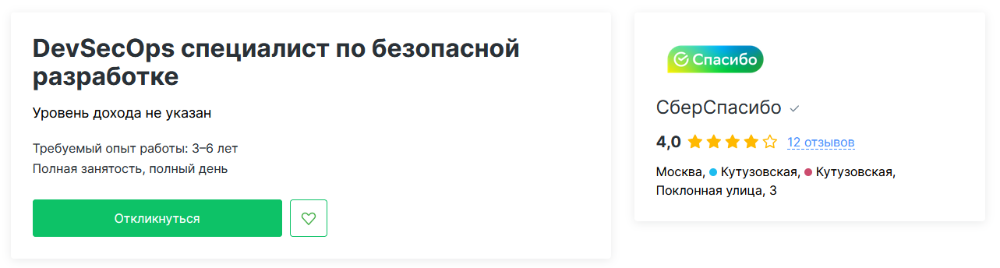 DevSecOps специалист по безопасной
разработке
Уровень дохода не указан
Требуемый опыт работы: 3–6 лет
Полная занятость, полный день
Откликнуться
Спасибо
СберСпасибо
4,0 12 отзывов
Москва, Кутузовская, Кутузовская,
Поклонная улица, 3